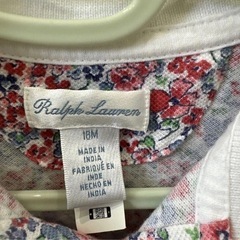 Ralph Lauren
18M
MADE IN
INDIA
FABRIQUÉ EN
INDE
HECHO EN
INDIA